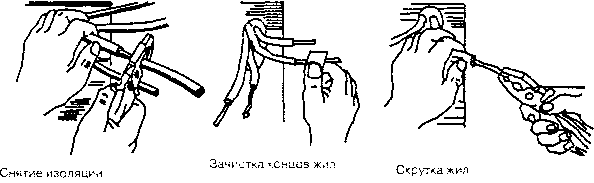 Снятие изоляции
Зачистка концов жил
Скрутка жил